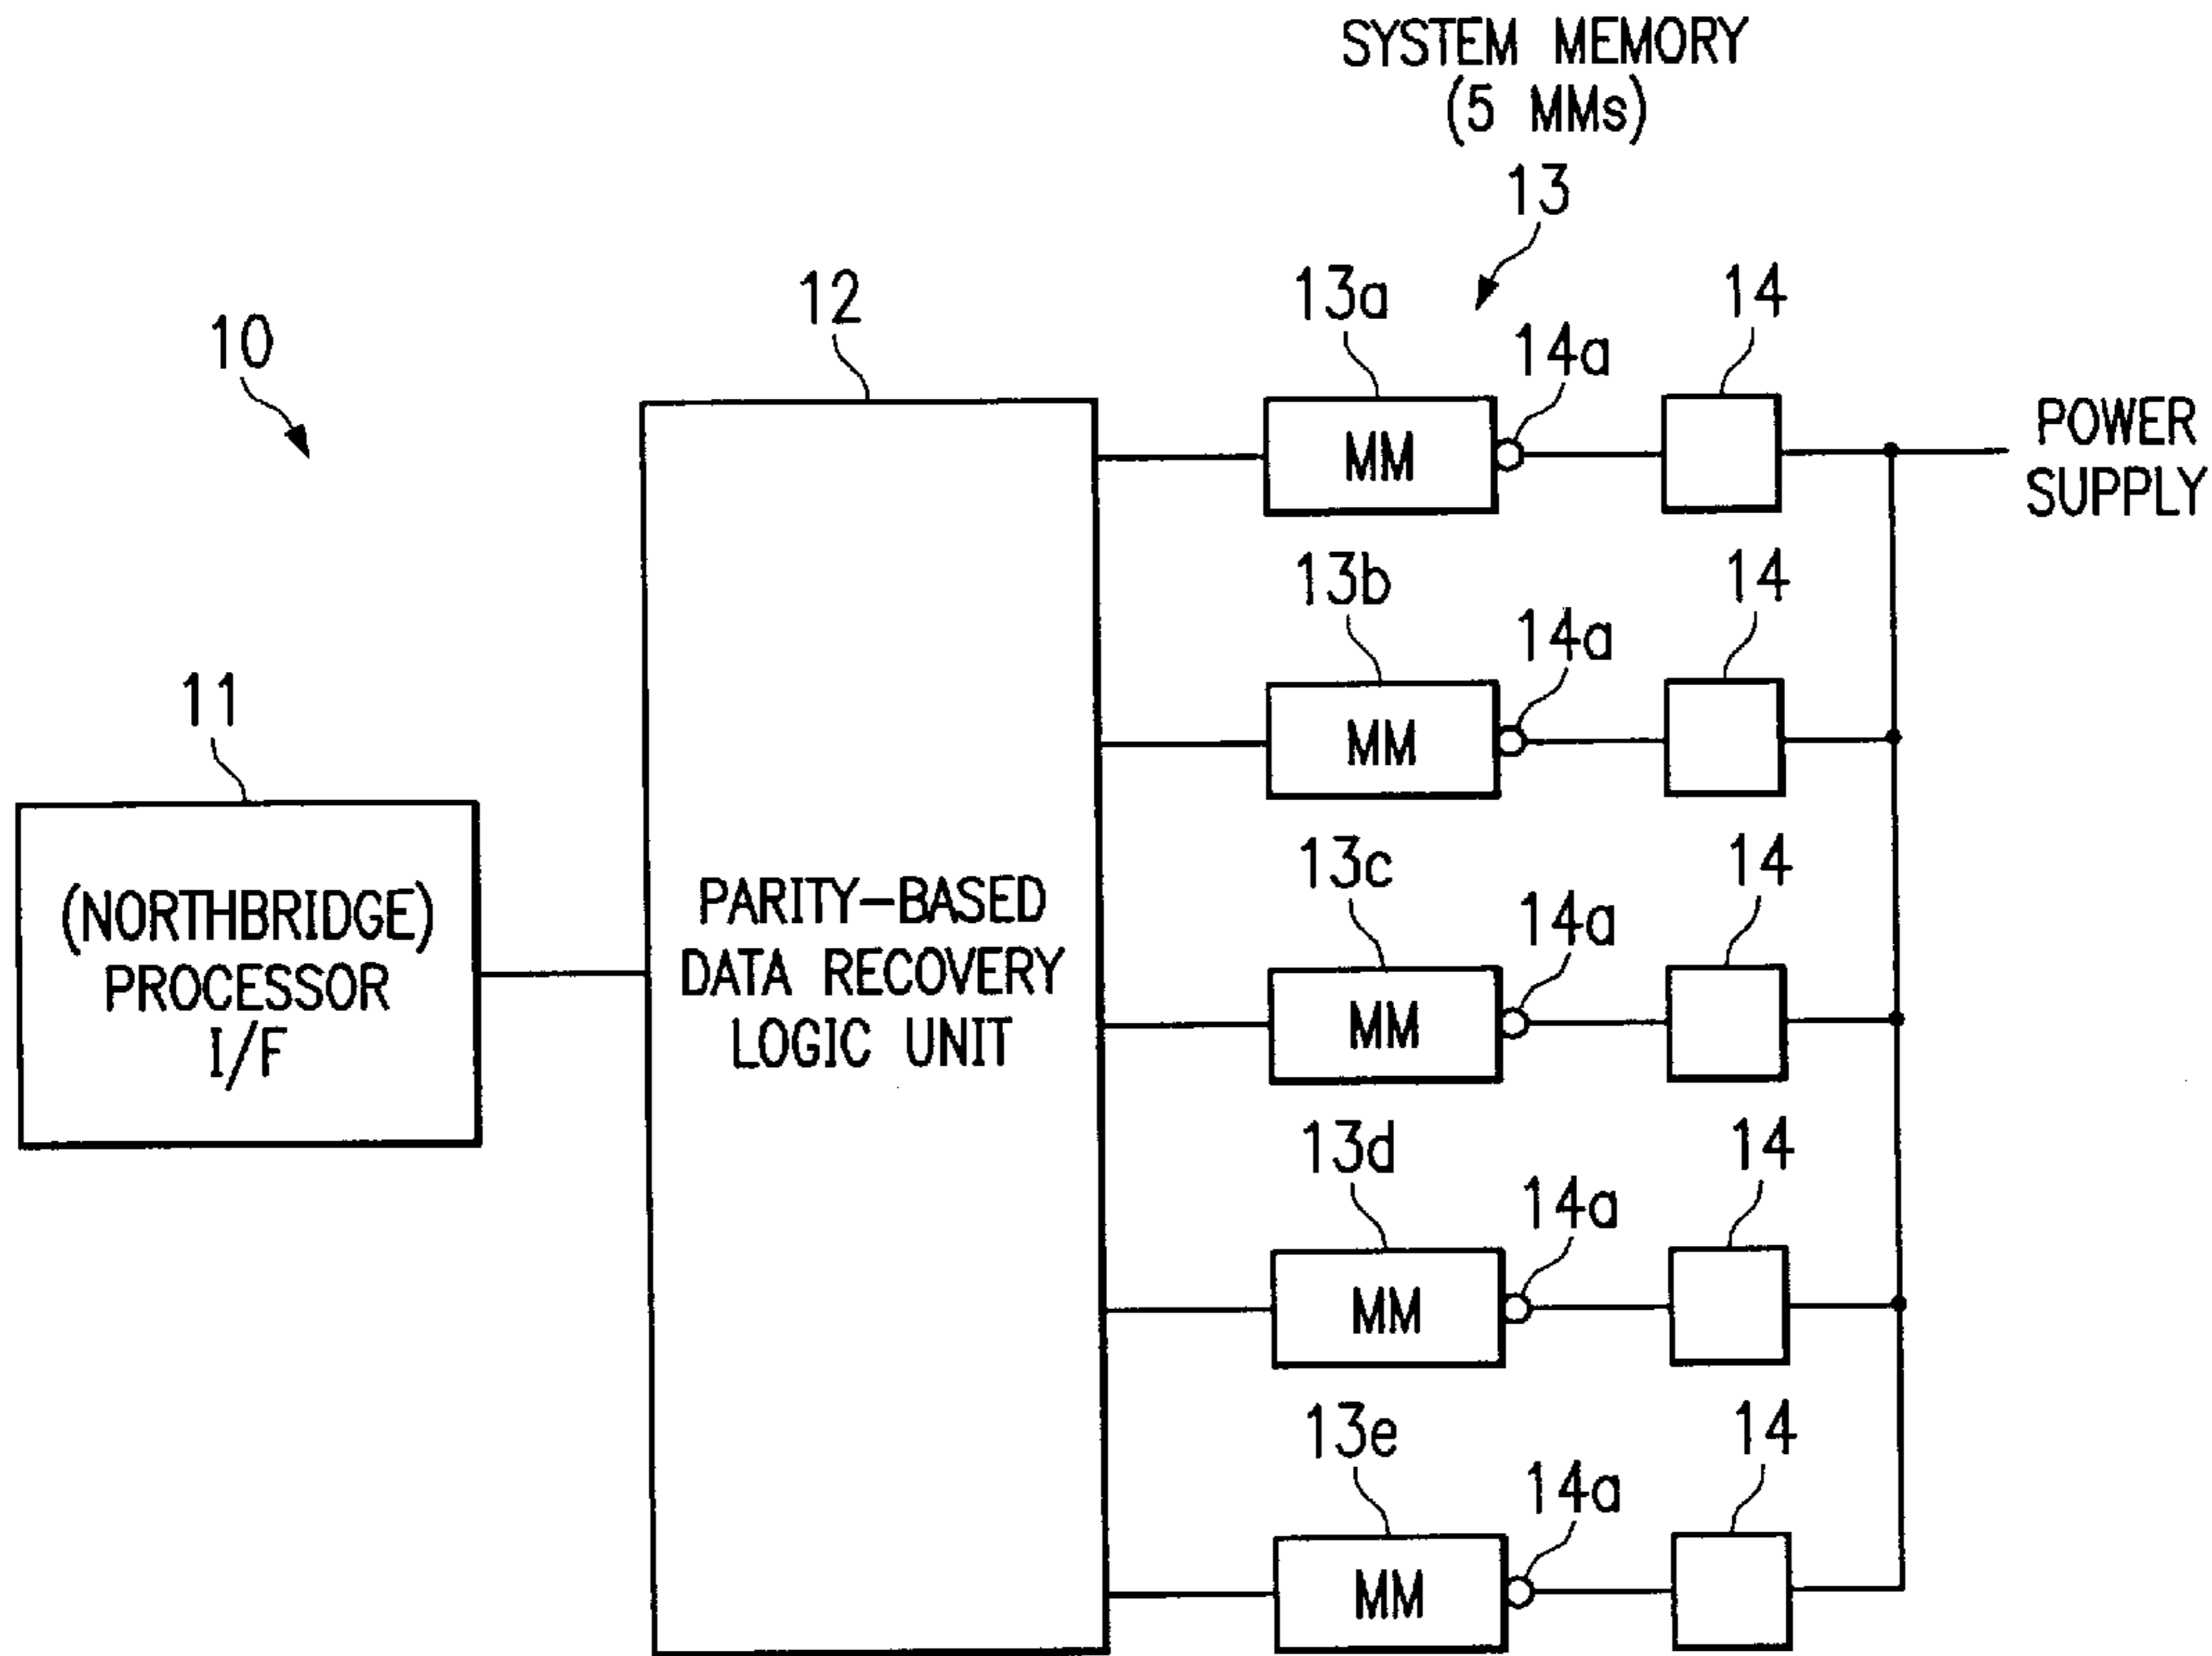 SYSTEM MEMORY
(5 MMs)
13
10
12
13a
14a
14
MM
POWER
SUPPLY
13b
14a
14
MM
11
(NORTHBRIDGE)
PROCESSOR
I/F
PARITY-BASED
DATA RECOVERY
LOGIC UNIT
13c
14a
14
MM
13d
14a
14
MM
13e
14a
14
MM